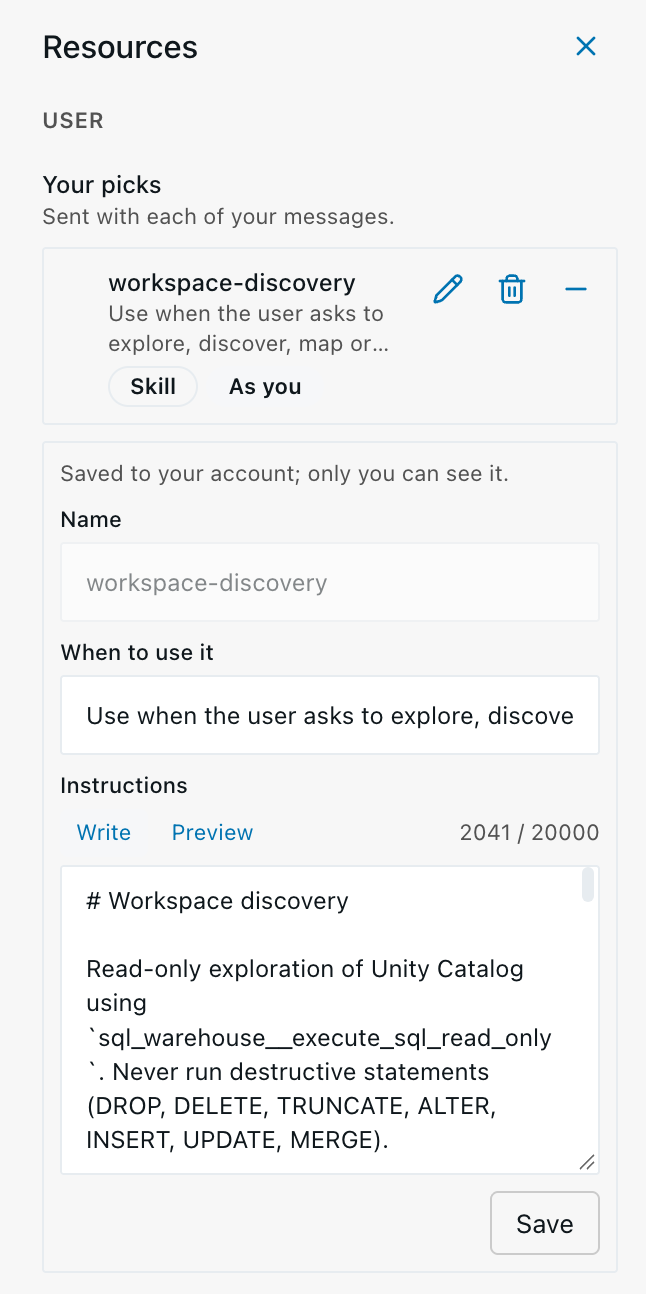 Resources
USER
Your picks
Sent with each of your messages.
workspace-discovery
Use when the user asks to
explore, discover, map or...
Skill
As you
Saved to your account; only you can see it.
Name
workspace-discovery
When to use it
Use when the user asks to explore, discove
Instructions
Write
Preview
2041 / 20000
# Workspace discovery
Read-only exploration of Unity Catalog
using
`sql_warehouse__execute_sql_read_only
`. Never run destructive statements
(DROP, DELETE, TRUNCATE, ALTER,
INSERT, UPDATE, MERGE).
Save